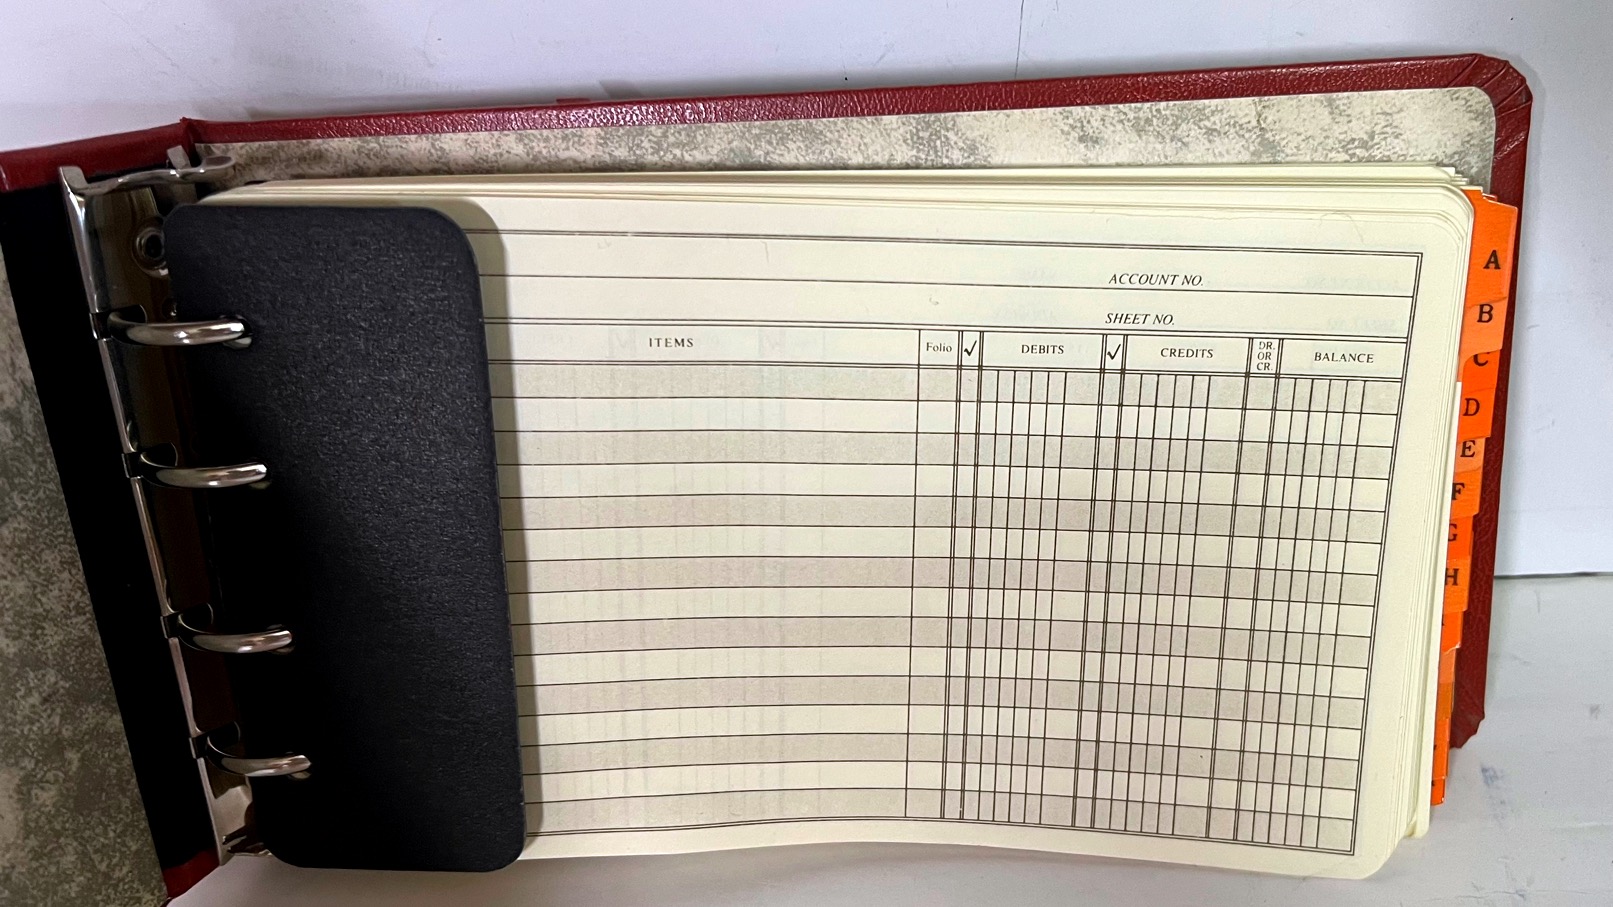 ACCOUNT NO.
SHEET NO.
ITEMS Folio ✓ DEBITS ✓ CREDITS DR. OR CR. BALANCE
A
B
C
D
E
F
G
H